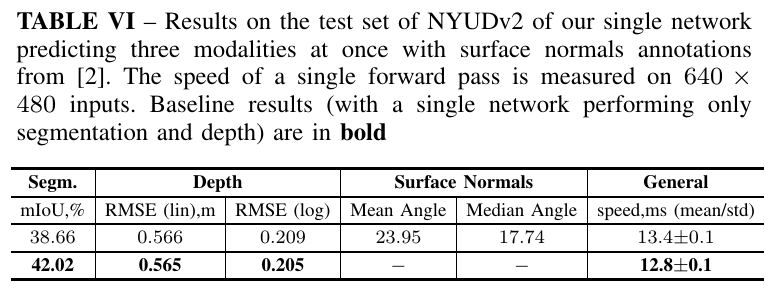 TABLE VI – Results on the test set of NYUDv2 of our single network
predicting three modalities at once with surface normals annotations
from [2]. The speed of a single forward pass is measured on 640 ×
480 inputs. Baseline results (with a single network performing only
segmentation and depth) are in bold
Segm. Depth Surface Normals General
mIoU,% RMSE (lin),m RMSE (log) Mean Angle Median Angle speed,ms (mean/std)
38.66 0.566 0.209 23.95 17.74 13.4±0.1
42.02 0.565 0.205 − − 12.8±0.1